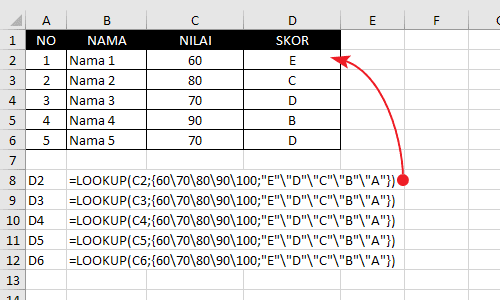 A B C D E F G
1 NO NAMA NILAI SKOR
2 1 Nama 1 60 E
3 2 Nama 2 80 C
4 3 Nama 3 70 D
5 4 Nama 4 90 B
6 5 Nama 5 70 D
7
8 D2 =LOOKUP(C2;{60\70\80\90\100;"E"\"D"\"C"\"B"\"A"})
9 D3 =LOOKUP(C3;{60\70\80\90\100;"E"\"D"\"C"\"B"\"A"})
10 D4 =LOOKUP(C4;{60\70\80\90\100;"E"\"D"\"C"\"B"\"A"})
11 D5 =LOOKUP(C5;{60\70\80\90\100;"E"\"D"\"C"\"B"\"A"})
12 D6 =LOOKUP(C6;{60\70\80\90\100;"E"\"D"\"C"\"B"\"A"})
13